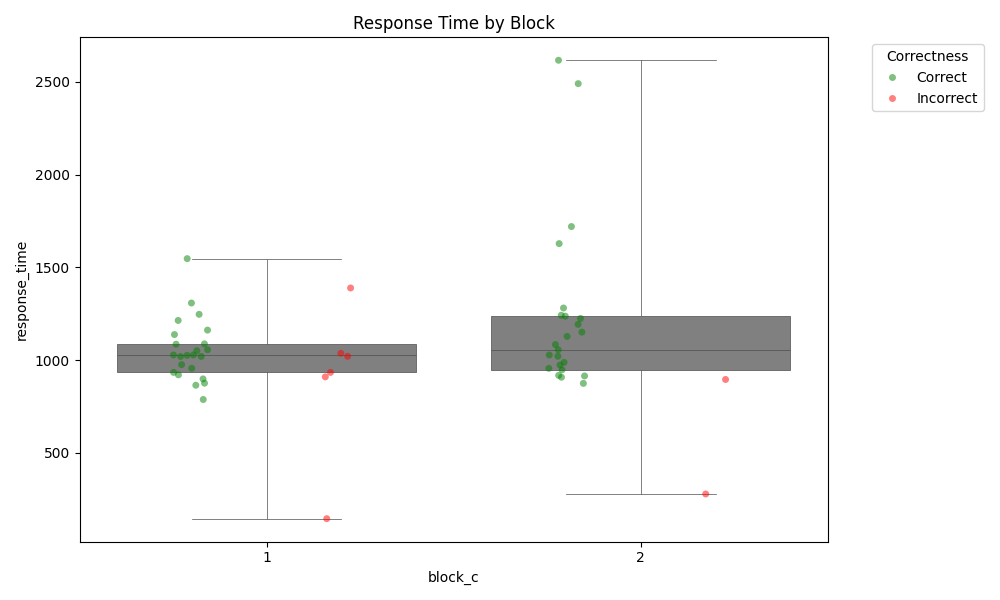 Response Time by Block
Correctness
Correct
Incorrect
2500
2000
1500
1000
500
response_time
1
2
block_c